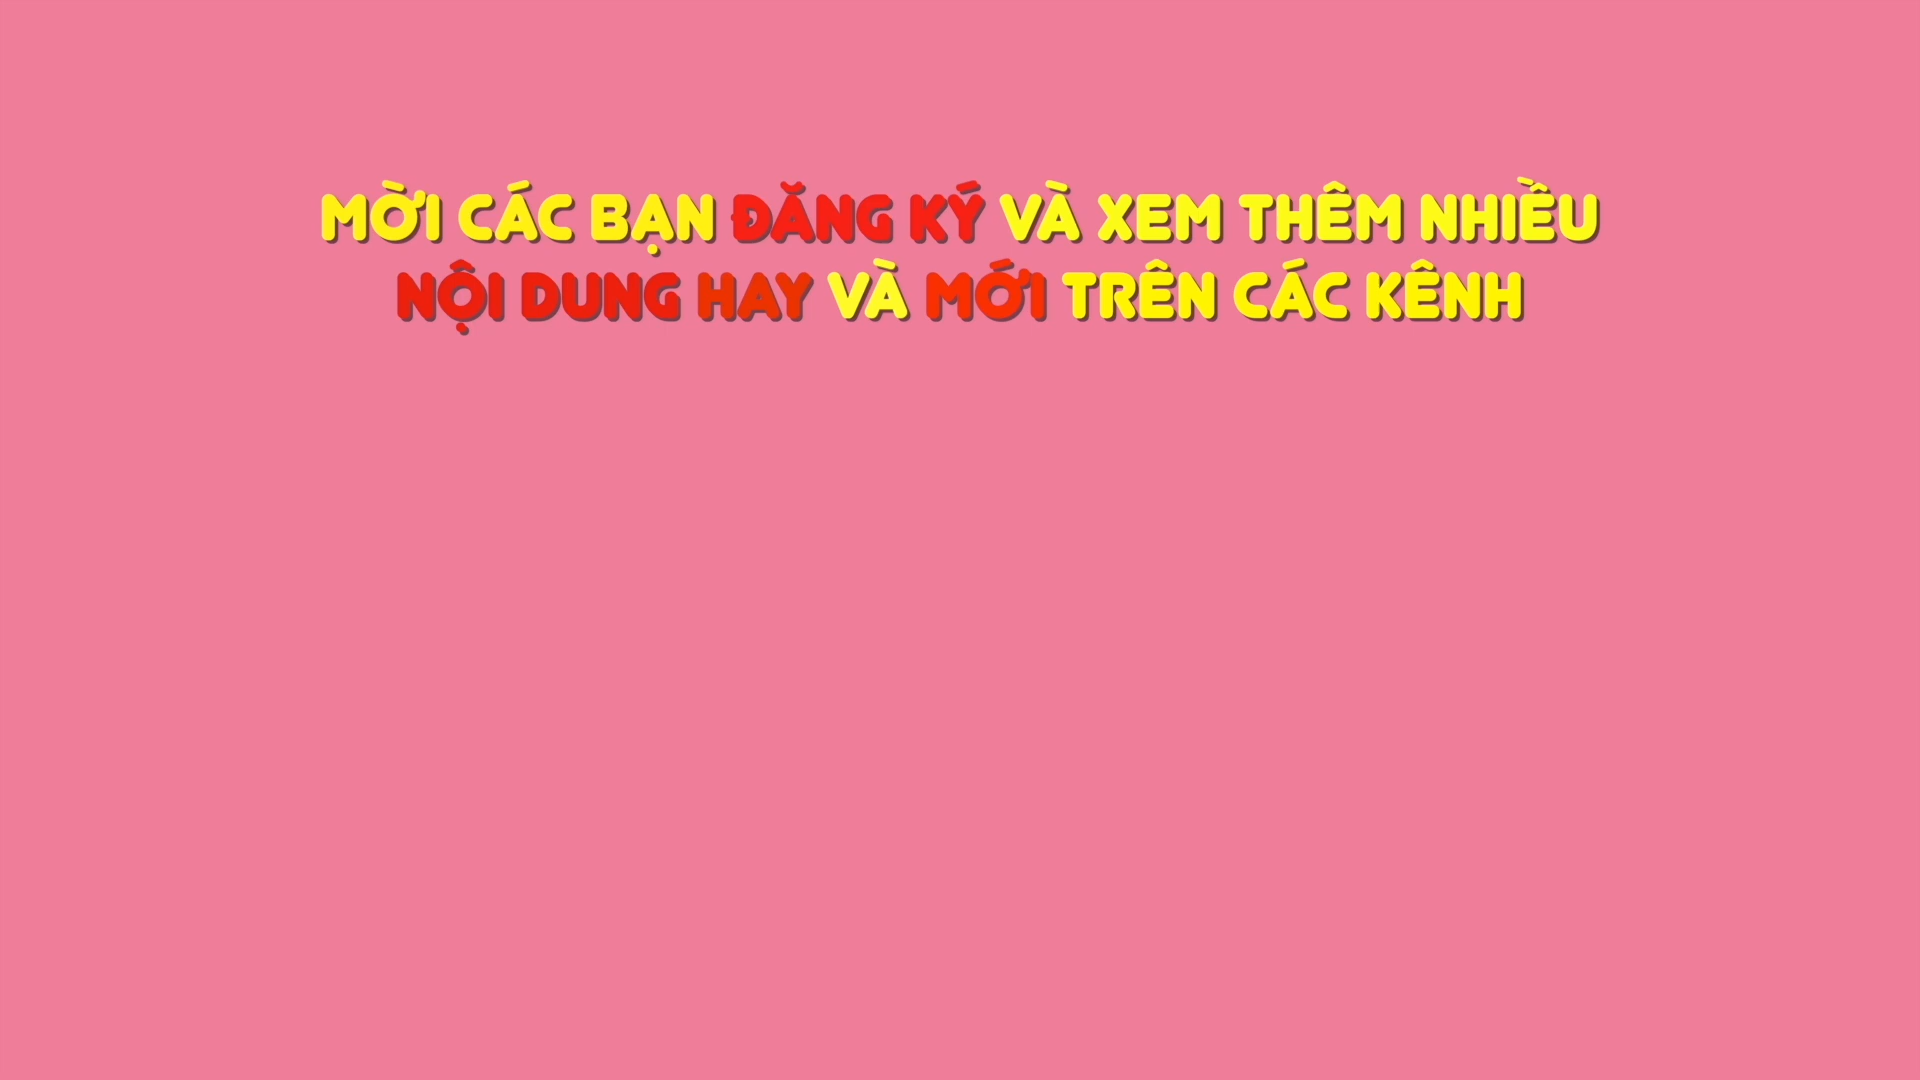 MỜI CÁC BẠN ĐĂNG KÝ VÀ XEM THÊM NHIỀU
NỘI DUNG HAY VÀ MỚI TRÊN CÁC KÊNH